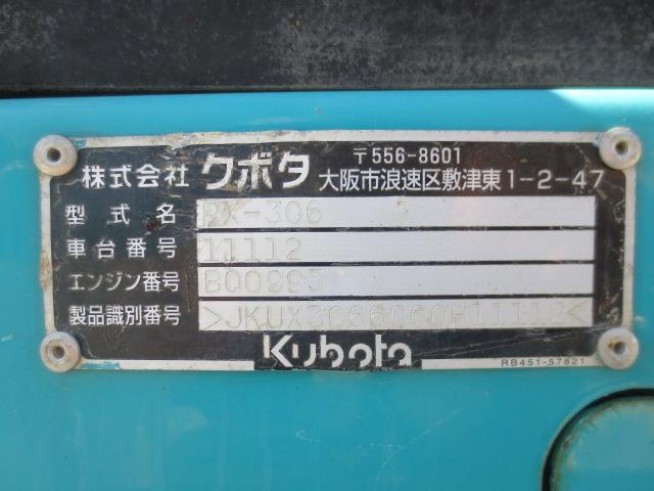 株式会社 クボタ 〒556-8601
大阪市浪速区敷津東1-2-47
型式名 RX-306
車台番号 11112
エンジン番号 B00995
製品識別番号
Kubota
RB451-57821